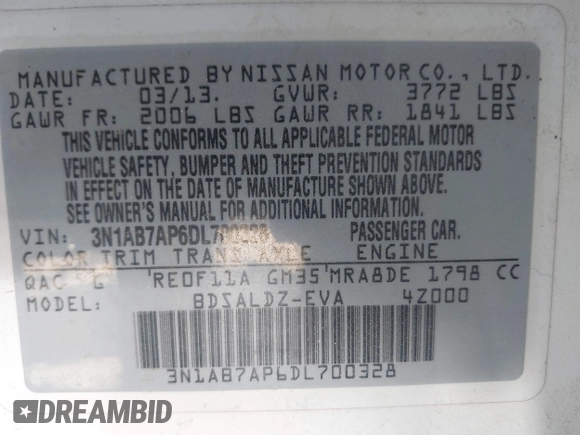 MANUFACTURED BY NISSAN MOTOR CO., LTD.
DATE: 03/13. GVWR: 3772 LBS
GAWR FR: 2006 LBS GAWR RR: 1841 LBS
THIS VEHICLE CONFORMS TO ALL APPLICABLE FEDERAL MOTOR
VEHICLE SAFETY, BUMPER AND THEFT PREVENTION STANDARDS
IN EFFECT ON THE DATE OF MANUFACTURE SHOWN ABOVE.
SEE OWNER'S MANUAL FOR ADDITIONAL INFORMATION.
VIN: PASSENGER CAR.
COLOR TRIM TRANS AXLE ENGINE
QAC G RE0F11A GM35 MRA8DE 1798 CC
MODEL: BDSALDZ-EVA 4Z000
3N1AB7AP6DL700328
DREAMBID